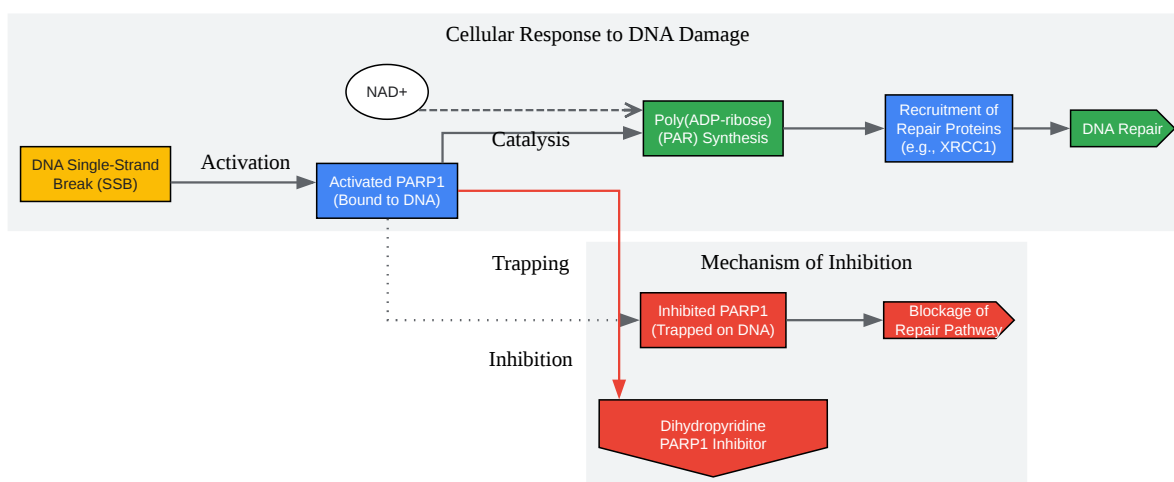 Cellular Response to DNA Damage
NAD+
Poly(ADP-ribose)
(PAR) Synthesis
Recruitment of
Repair Proteins
(e.g., XRCC1)
DNA Repair
Catalysis
DNA Single-Strand
Break (SSB)
Activation
Activated PARP1
(Bound to DNA)
Trapping
Mechanism of Inhibition
Inhibited PARP1
(Trapped on DNA)
Blockage of
Repair Pathway
Inhibition
Dihydropyridine
PARP1 Inhibitor